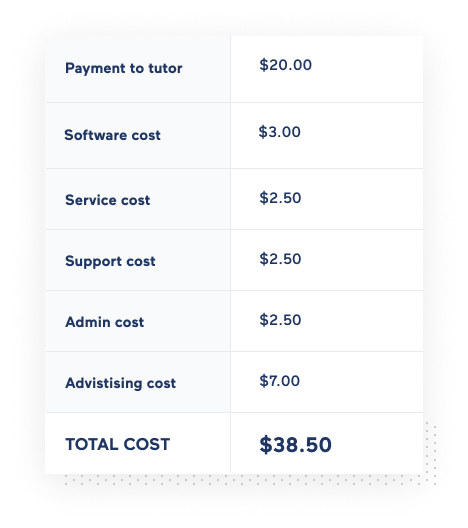 Payment to tutor $20.00
Software cost $3.00
Service cost $2.50
Support cost $2.50
Admin cost $2.50
Advistising cost $7.00
TOTAL COST $38.50